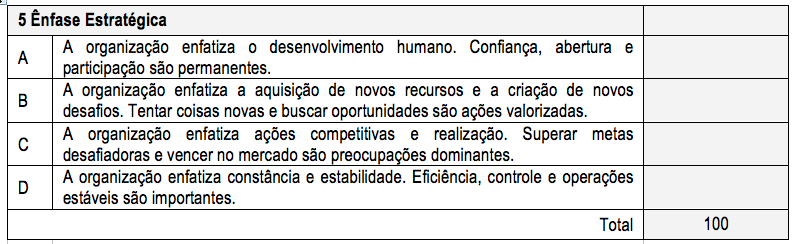 5 Ênfase Estratégica
A
A organização enfatiza o desenvolvimento humano. Confiança, abertura e
participação são permanentes.
B
A organização enfatiza a aquisição de novos recursos e a criação de novos
desafios. Tentar coisas novas e buscar oportunidades são ações valorizadas.
C
A organização enfatiza ações competitivas e realização. Superar metas
desafiadoras e vencer no mercado são preocupações dominantes.
D
A organização enfatiza constância e estabilidade. Eficiência, controle e operações
estáveis são importantes.
Total 100